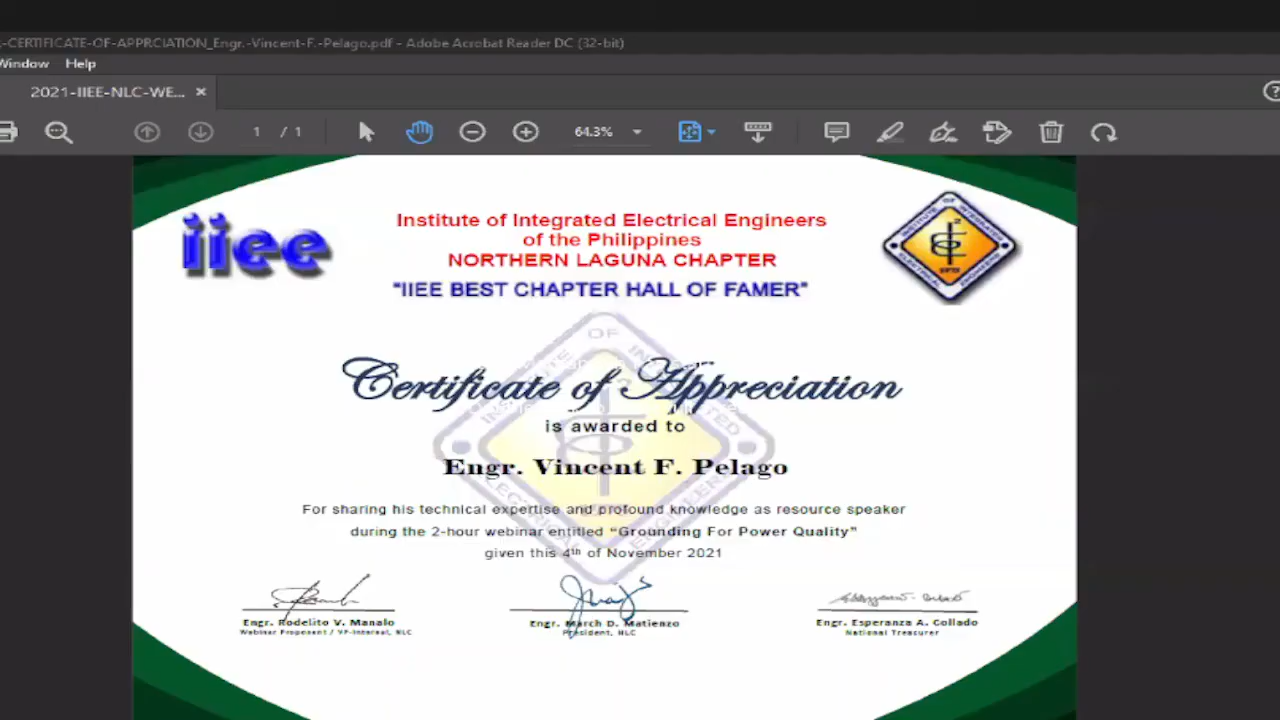 -CERTIFICATE-OF-APPRCIATION_Engr.-Vincent-F.-Pelago.pdf - Adobe Acrobat Reader DC (32-bit)
Window Help
2021-IIEE-NLC-WE... ×
1 / 1 64.3%
iiee
Institute of Integrated Electrical Engineers
of the Philippines
NORTHERN LAGUNA CHAPTER
"IIEE BEST CHAPTER HALL OF FAMER"
Certificate of Appreciation
is awarded to
Engr. Vincent F. Pelago
For sharing his technical expertise and profound knowledge as resource speaker
during the 2-hour webinar entitled "Grounding For Power Quality"
given this 4th of November 2021
Engr. Rodelito V. Manalo
Webinar Proponent / VP-Internal, NLC
Engr. March D. Matienzo
President, NLC
Engr. Esperanza A. Collado
National Treasurer